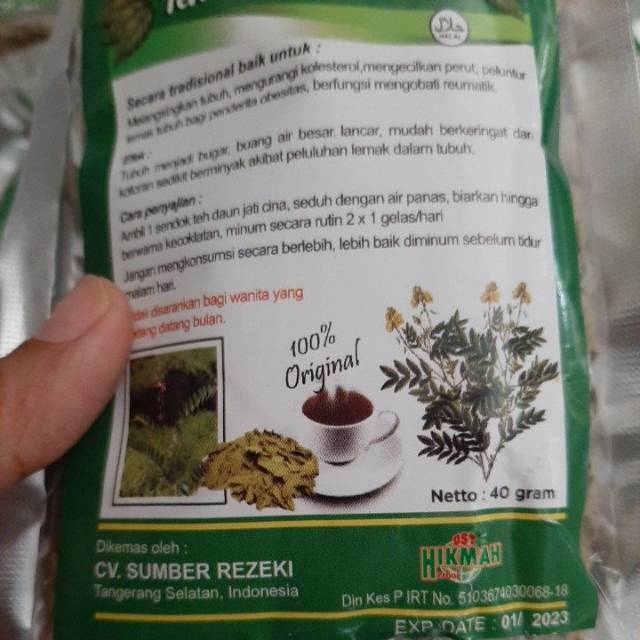 HALAL
Secara tradisional baik untuk :
Melangsingkan tubuh, mengurangi kolesterol,mengecilkan perut, peluntur
lemak tubuh bagi penderita obesitas, berfungsi mengobati reumatik.
Efek :
Tubuh menjadi bugar, buang air besar lancar, mudah berkeringat dan
kotoran sedikit berminyak akibat peluluhan lemak dalam tubuh.
Cara penyajian :
Ambil 1 sendok teh daun jati cina, seduh dengan air panas, biarkan hingga
berwarna kecoklatan, minum secara rutin 2 x 1 gelas/hari
Jangan mengkonsumsi secara berlebih, lebih baik diminum sebelum tidur
malam hari.
disarankan bagi wanita yang
datang bulan.
100%
Original
Netto : 40 gram
Dikemas oleh :
CV. SUMBER REZEKI
Tangerang Selatan, Indonesia
HIKMAH
Din Kes P IRT No. 5103674030068-18
EXP DATE : 01/ 2023